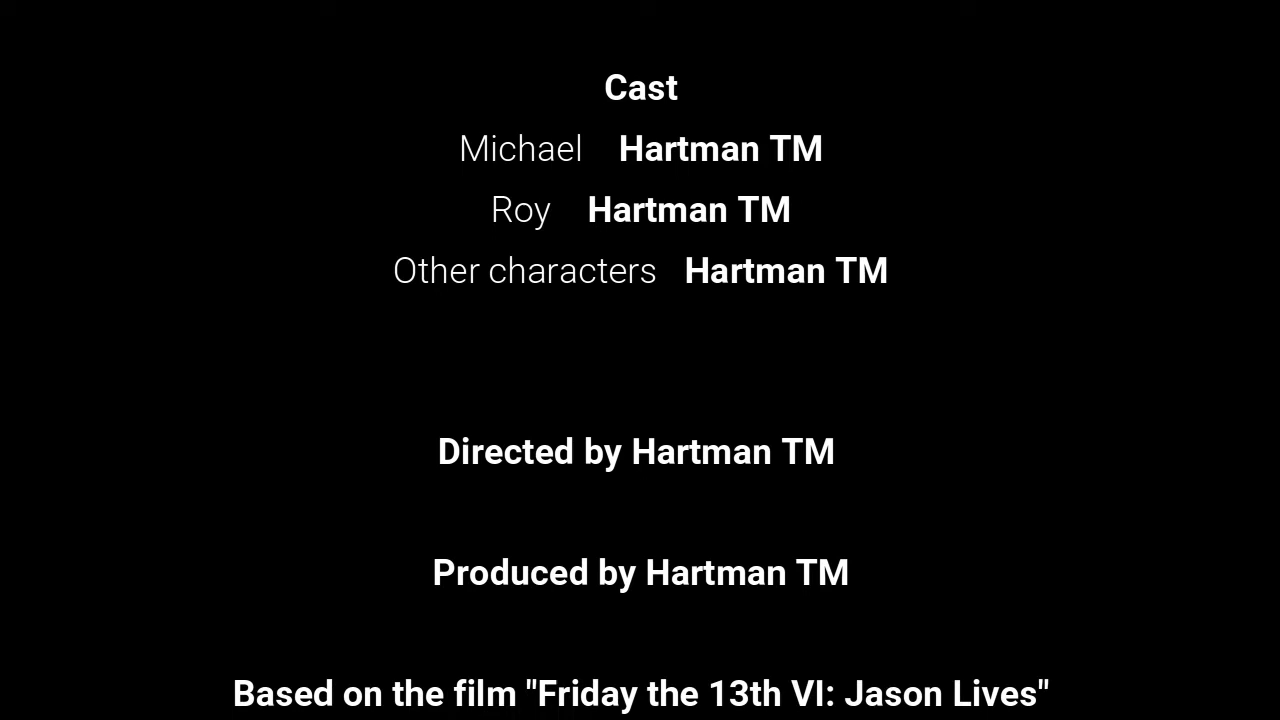 Cast
Michael Hartman TM
Roy Hartman TM
Other characters Hartman TM
Directed by Hartman TM
Produced by Hartman TM
Based on the film "Friday the 13th VI: Jason Lives"